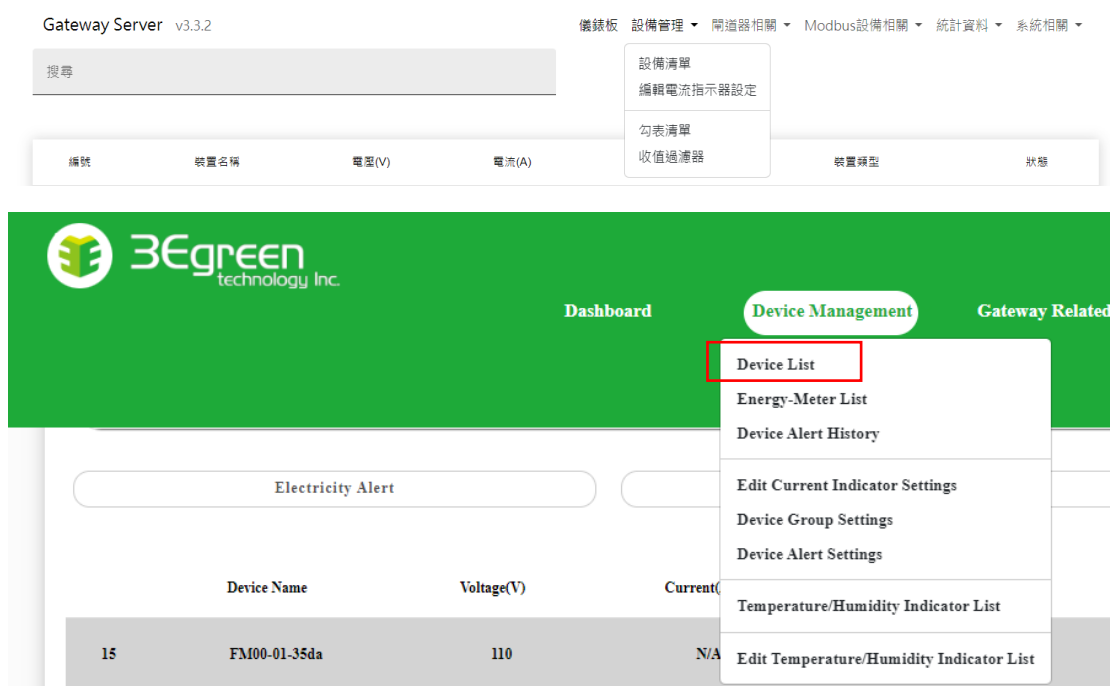 Gateway Server v3.3.2
儀錶板 設備管理 閘道器相關 Modbus設備相關 統計資料 系統相關
搜尋
設備清單
編輯電流指示器設定
勾表清單
收值過濾器
編號 裝置名稱 電壓(V) 電流(A) 裝置類型 狀態
3Egreen
technology Inc.
Dashboard Device Management Gateway Related
Device List
Energy-Meter List
Device Alert History
Edit Current Indicator Settings
Device Group Settings
Device Alert Settings
Temperature/Humidity Indicator List
Edit Temperature/Humidity Indicator List
Electricity Alert
Device Name Voltage(V) Current(
15 FM00-01-35da 110 N/A